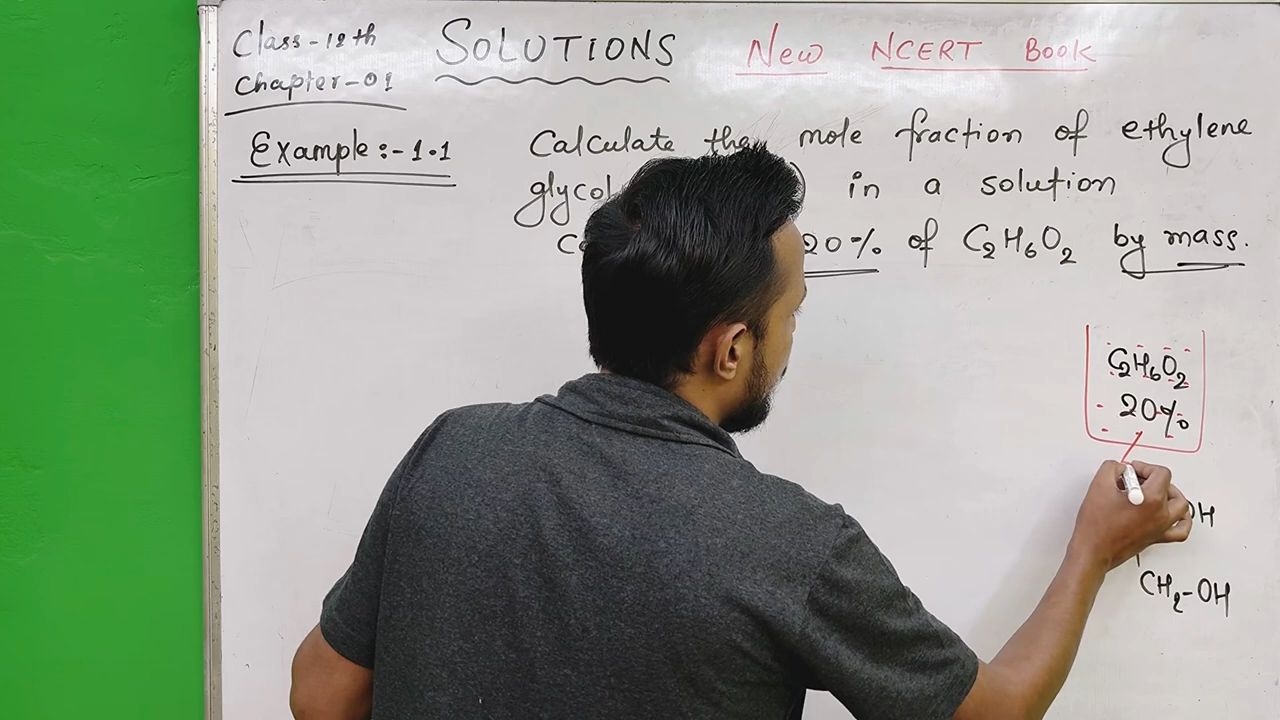 Class-12th
Chapter-01
SOLUTIONS
New NCERT Book
Example:-1.1
Calculate the mole fraction of ethylene
glycol in a solution
20% of C₂H₆O₂ by mass.
C₂H₆O₂
20%
OH
CH₂-OH